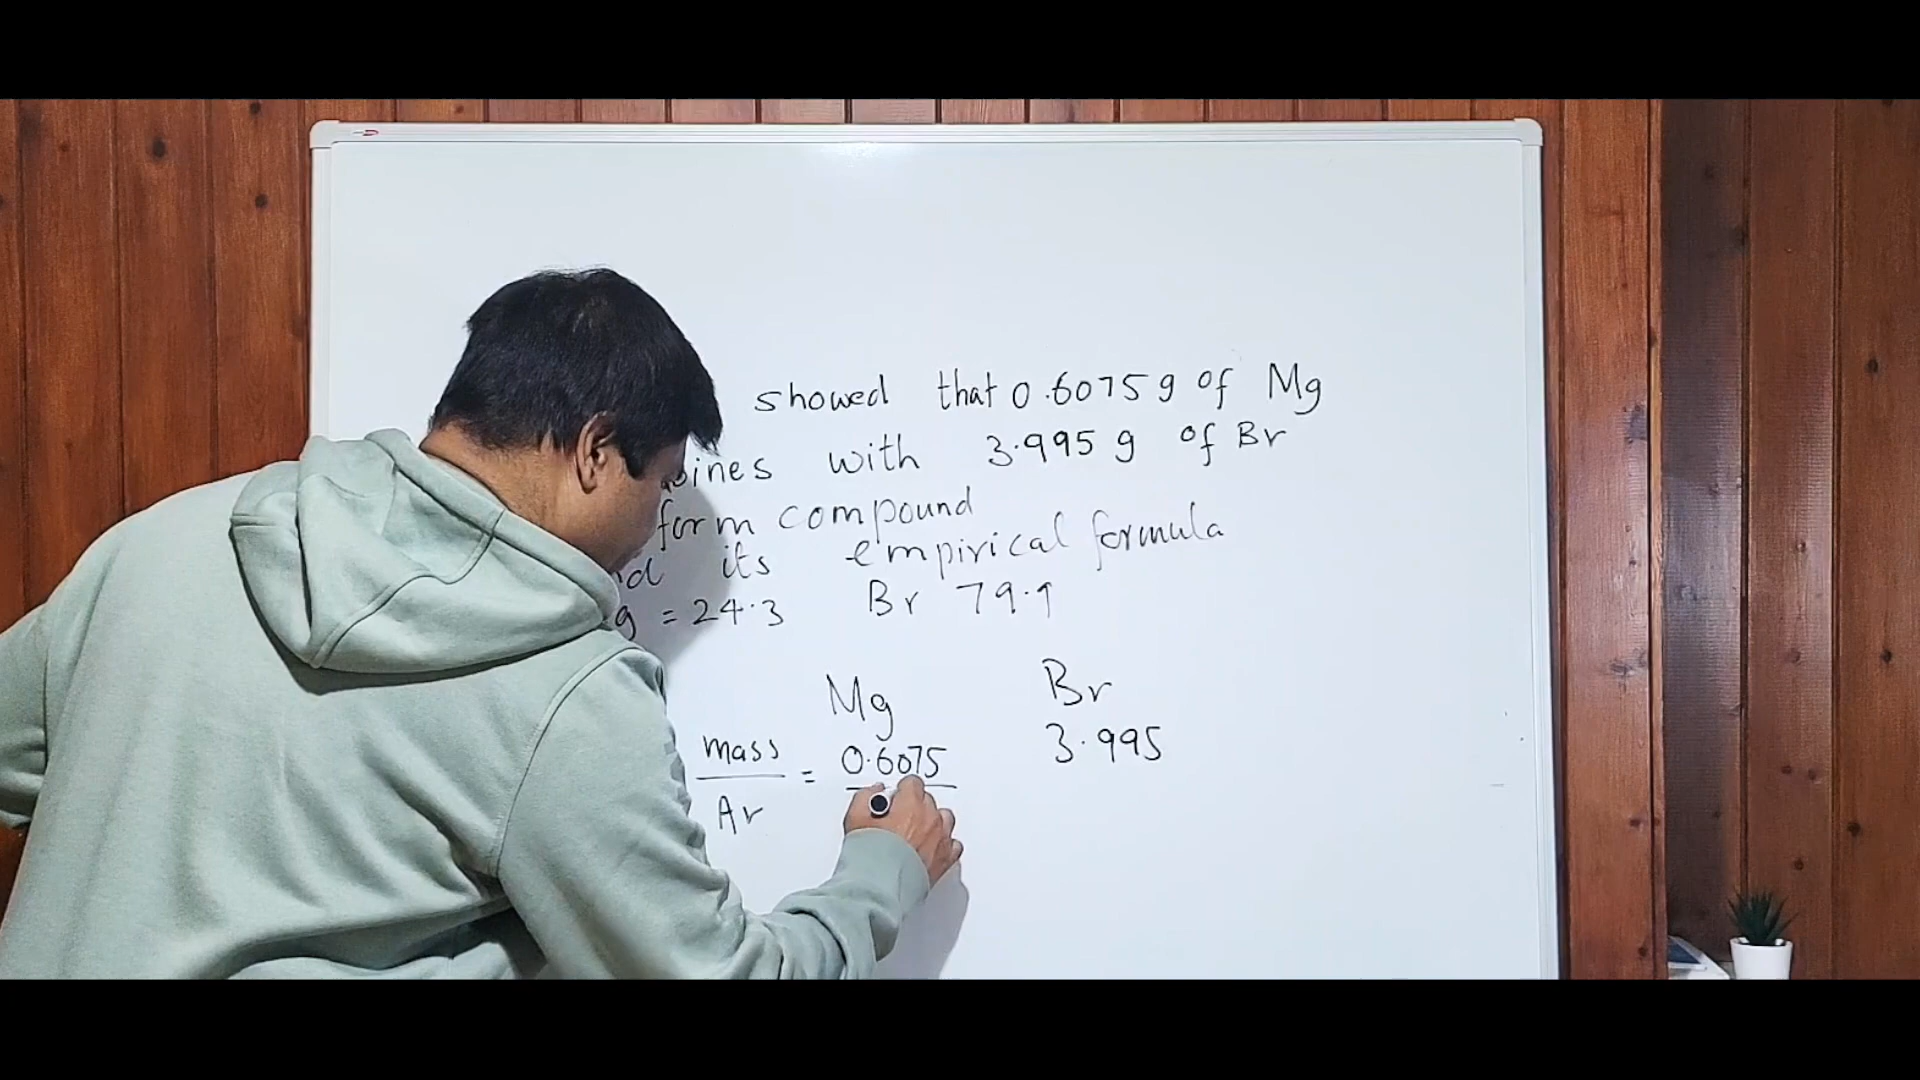 showed that 0.6075 g of Mg
with 3.995 g of Br
form compound
its empirical formula
= 24.3 Br 79.9
Mg Br
mass = 0.6075 3.995
Ar